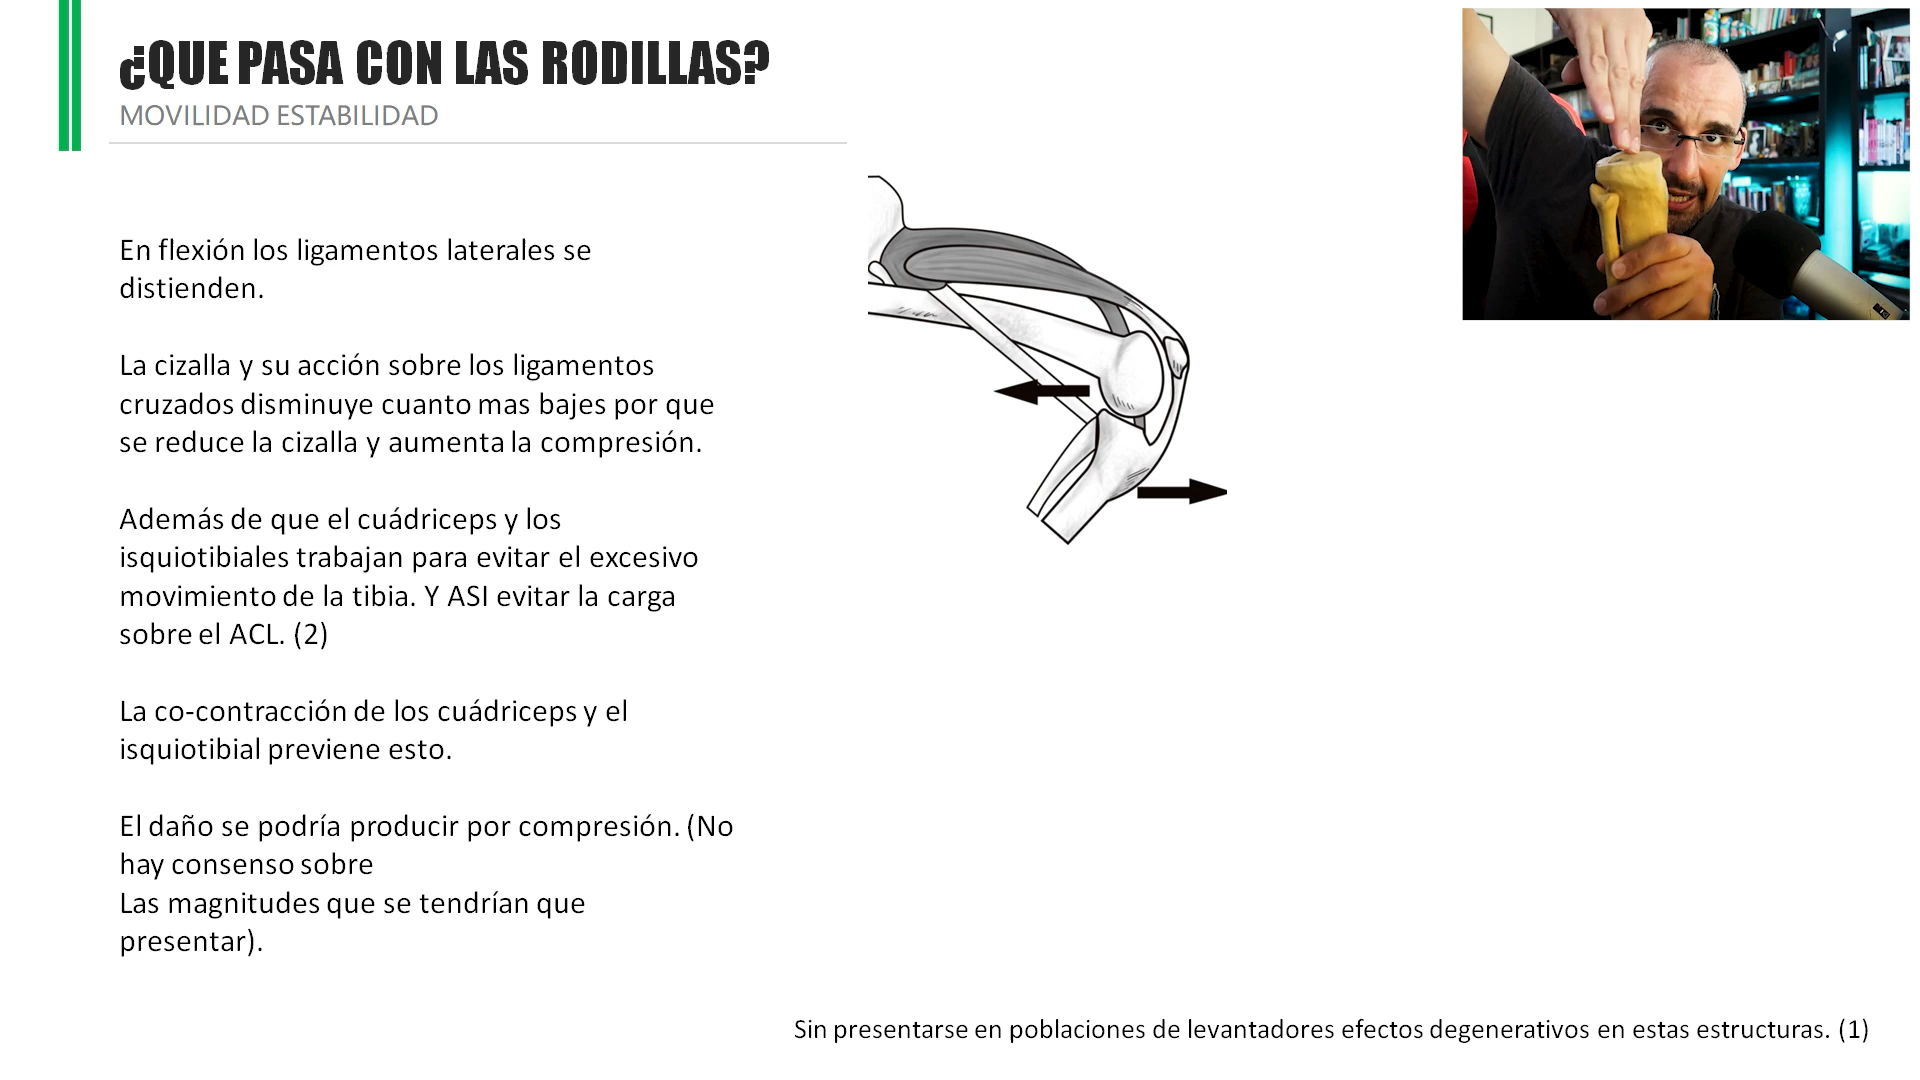 ¿QUE PASA CON LAS RODILLAS?
MOVILIDAD ESTABILIDAD
En flexión los ligamentos laterales se
distienden.
La cizalla y su acción sobre los ligamentos
cruzados disminuye cuanto mas bajes por que
se reduce la cizalla y aumenta la compresión.
Además de que el cuádriceps y los
isquiotibiales trabajan para evitar el excesivo
movimiento de la tibia. Y ASI evitar la carga
sobre el ACL. (2)
La co-contracción de los cuádriceps y el
isquiotibial previene esto.
El daño se podría producir por compresión. (No
hay consenso sobre
Las magnitudes que se tendrían que
presentar).
Sin presentarse en poblaciones de levantadores efectos degenerativos en estas estructuras. (1)